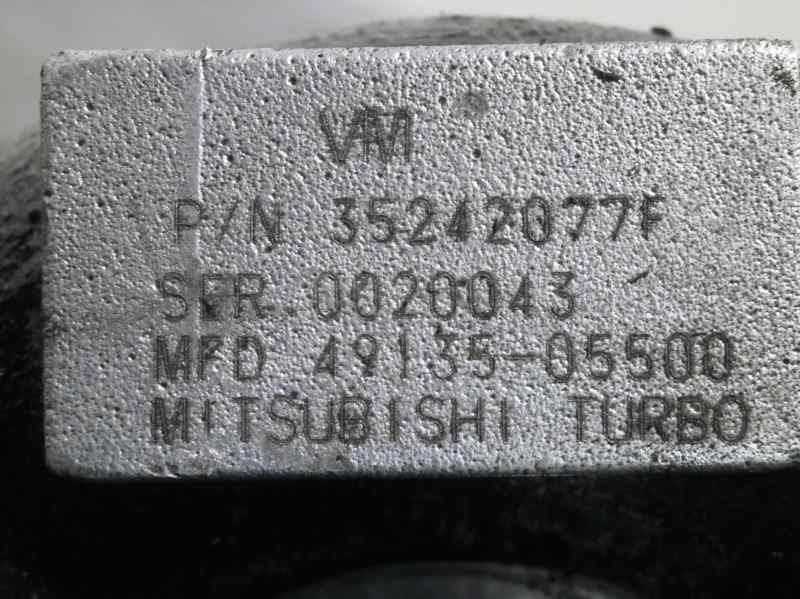 VM
P/N 35242077F
SER. 0020043
MFD 49135-05500
MITSUBISHI TURBO